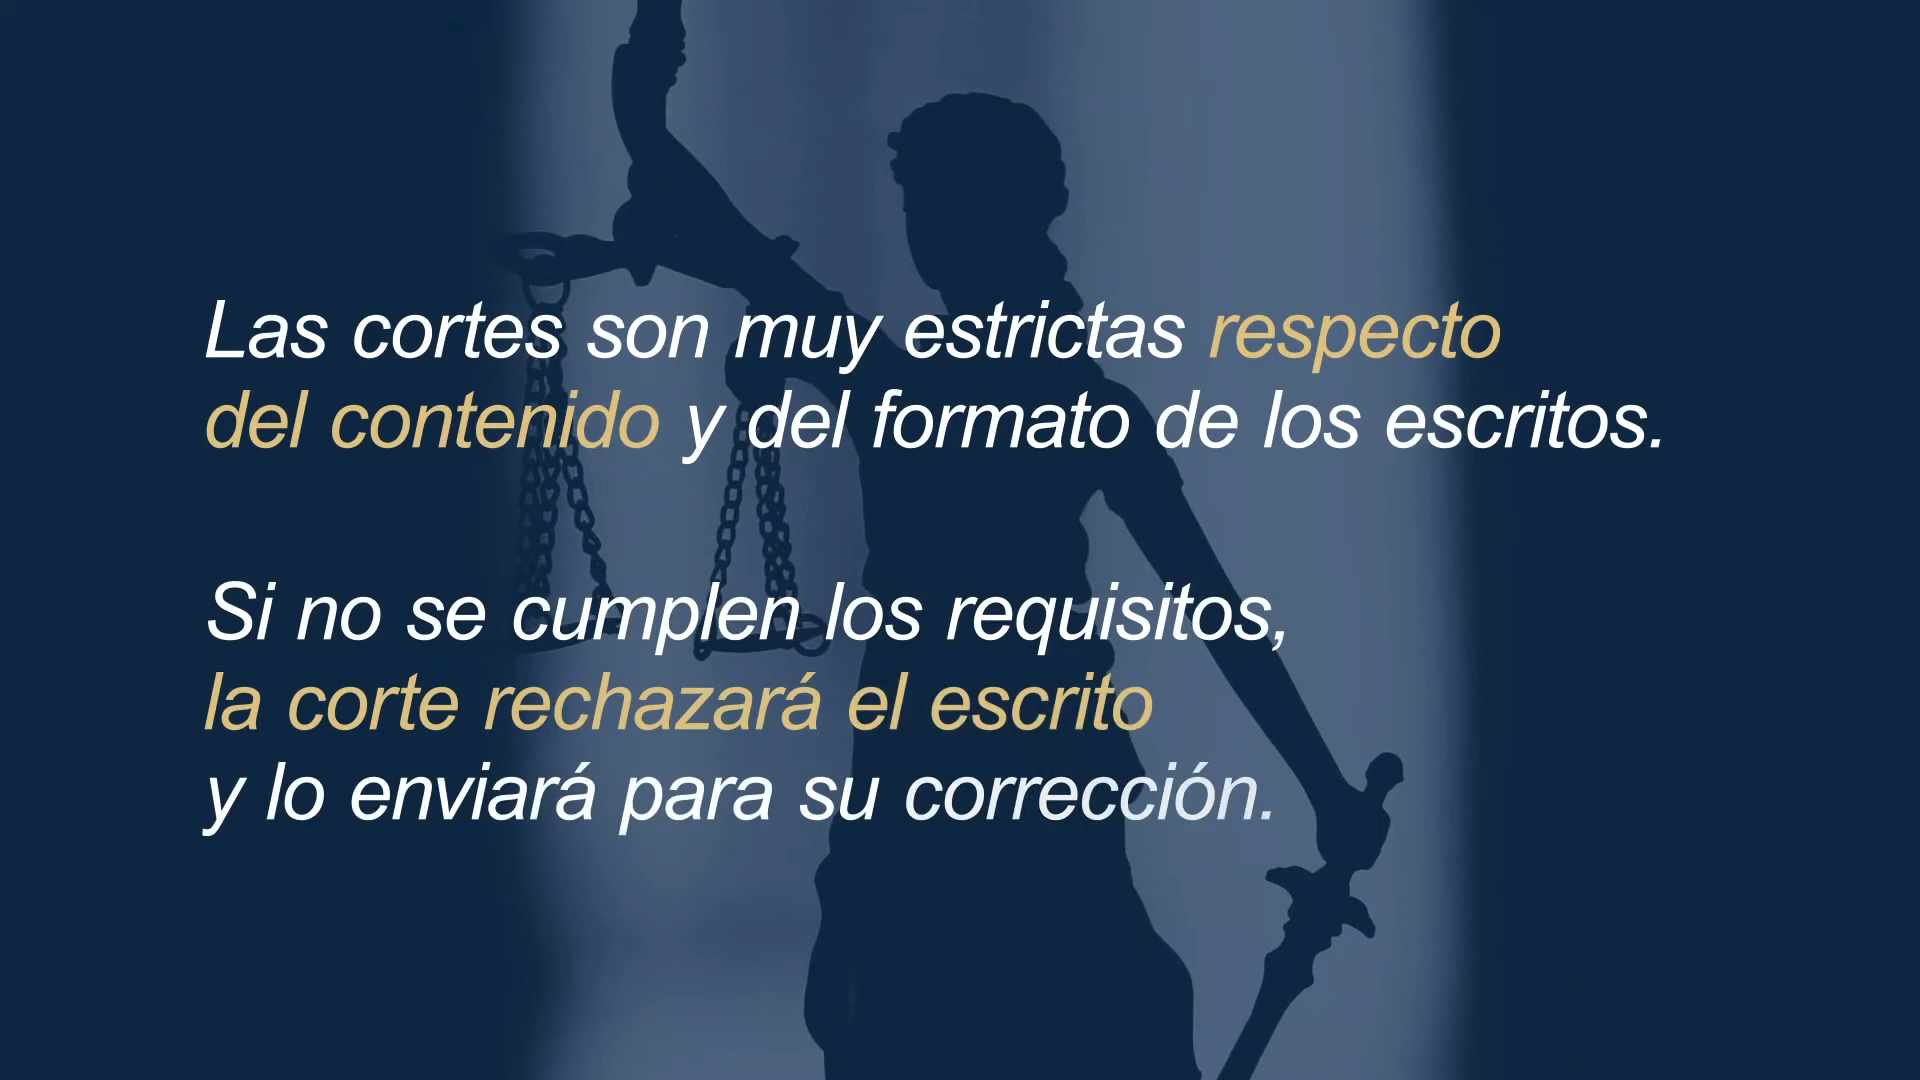 Las cortes son muy estrictas respecto
del contenido y del formato de los escritos.
Si no se cumplen los requisitos,
la corte rechazará el escrito
y lo enviará para su corrección.